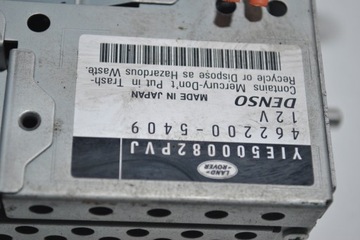 LAND-
ROVER
YIE500082PVJ
462200-5409
12V
DENSO
MADE IN JAPAN
Contains Mercury-Don't Put in Trash-
Recycle or Dispose as Hazardous Waste.